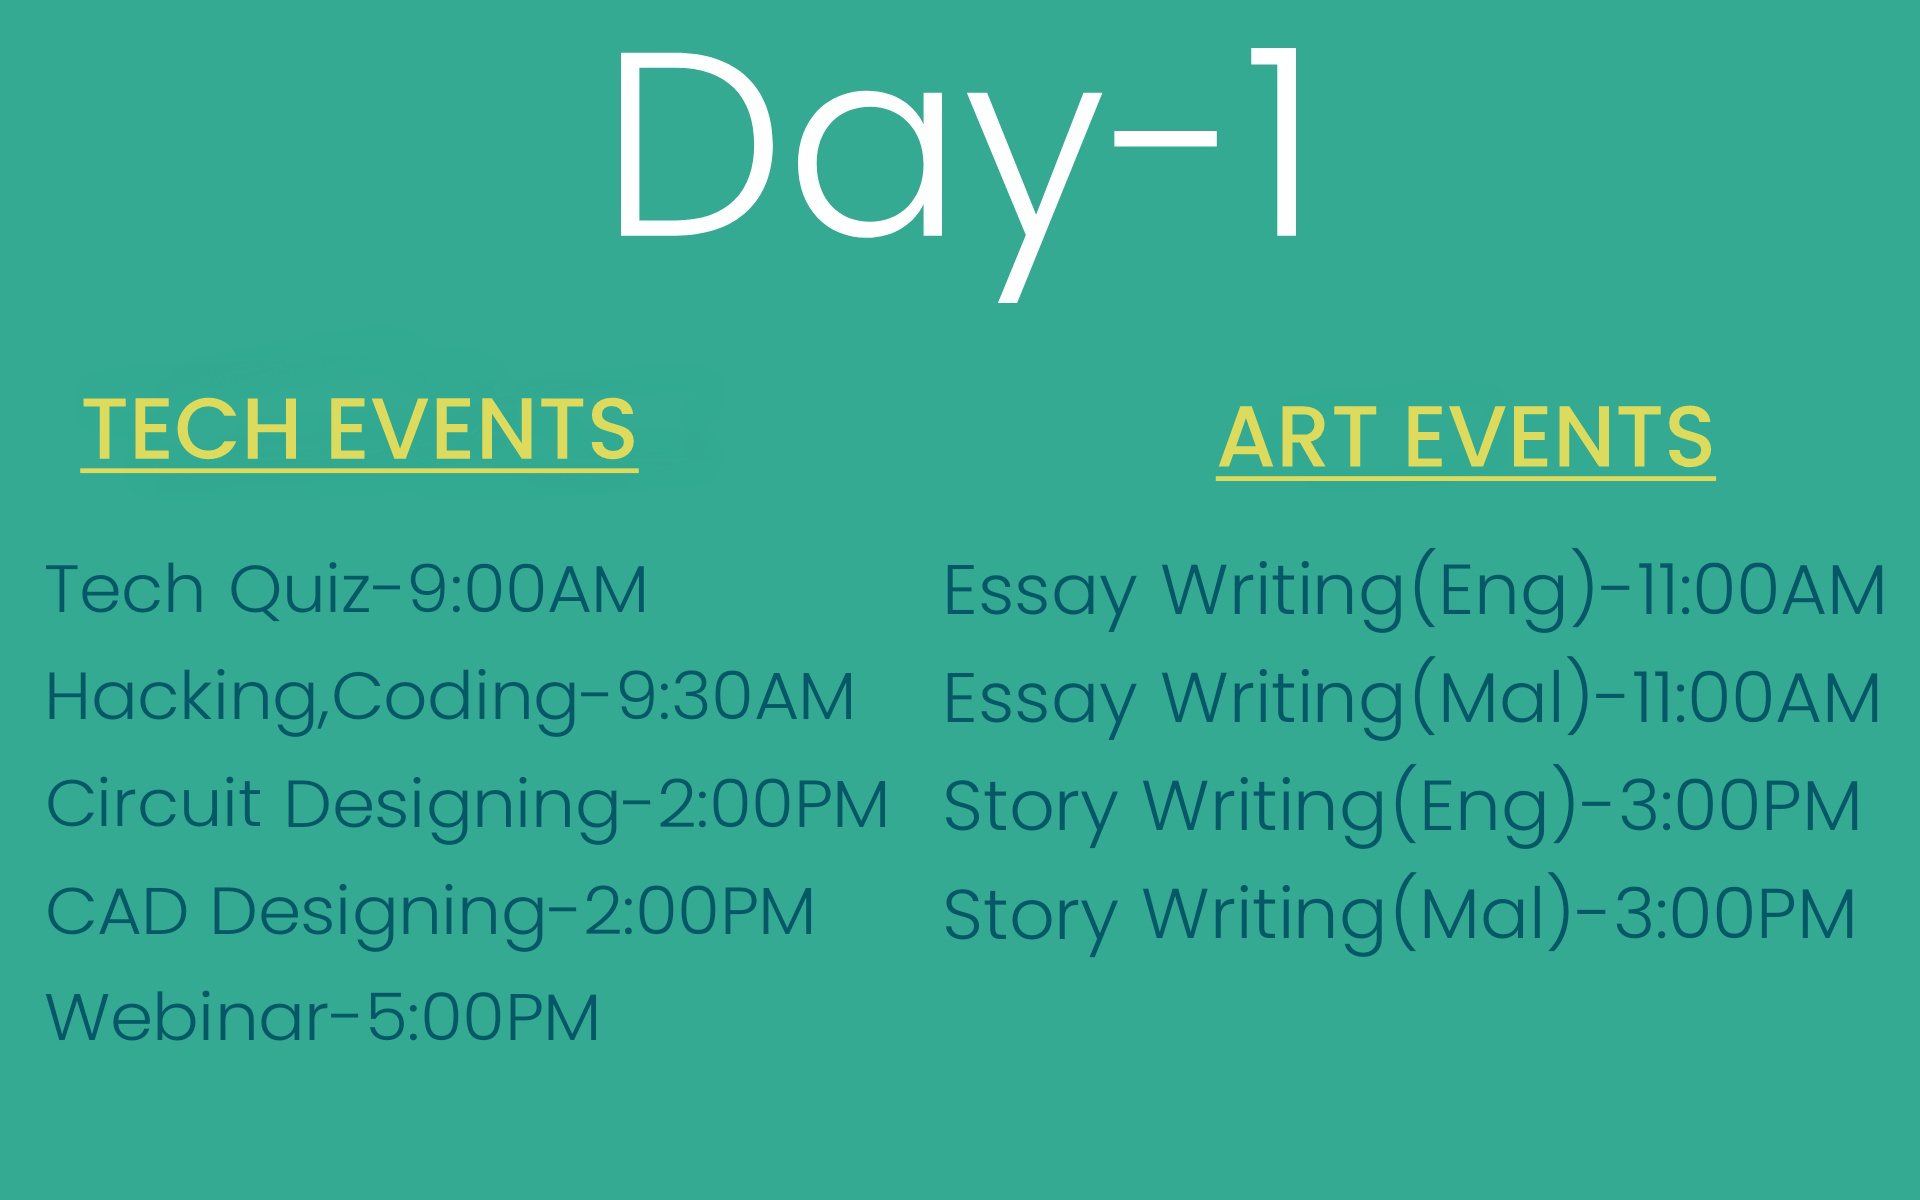 Day-1
TECH EVENTS
Tech Quiz-9:00AM
Hacking,Coding-9:30AM
Circuit Designing-2:00PM
CAD Designing-2:00PM
Webinar-5:00PM
ART EVENTS
Essay Writing(Eng)-11:00AM
Essay Writing(Mal)-11:00AM
Story Writing(Eng)-3:00PM
Story Writing(Mal)-3:00PM